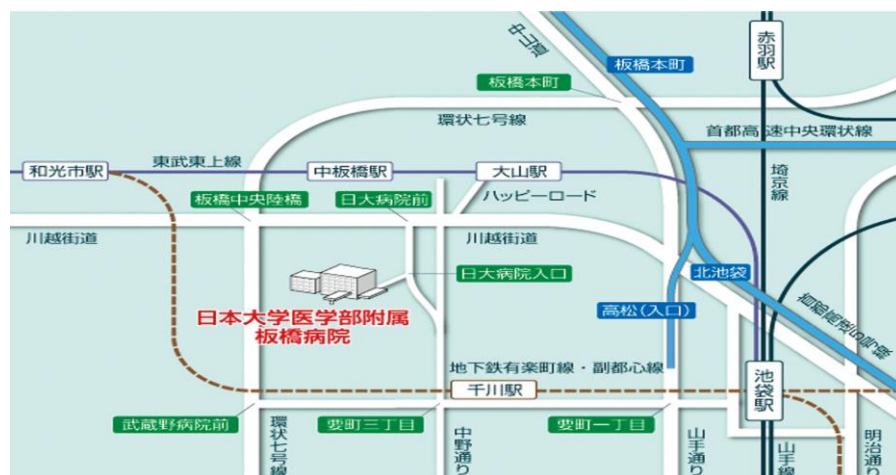 中山道
板橋本町
赤羽駅
板橋本町
環状七号線
首都高速中央環状線
東武東上線
和光市駅
中板橋駅
大山駅
埼京線
ハッピーロード
板橋中央陸橋
日大病院前
川越街道
川越街道
日大病院入口
北池袋
日本大学医学部附属
板橋病院
高松(入口)
首都高速5号線
地下鉄有楽町線・副都心線
千川駅
池袋駅
武蔵野病院前
環状七号線
要町三丁目
中野通り
要町一丁目
山手通り
山手線
明治通り